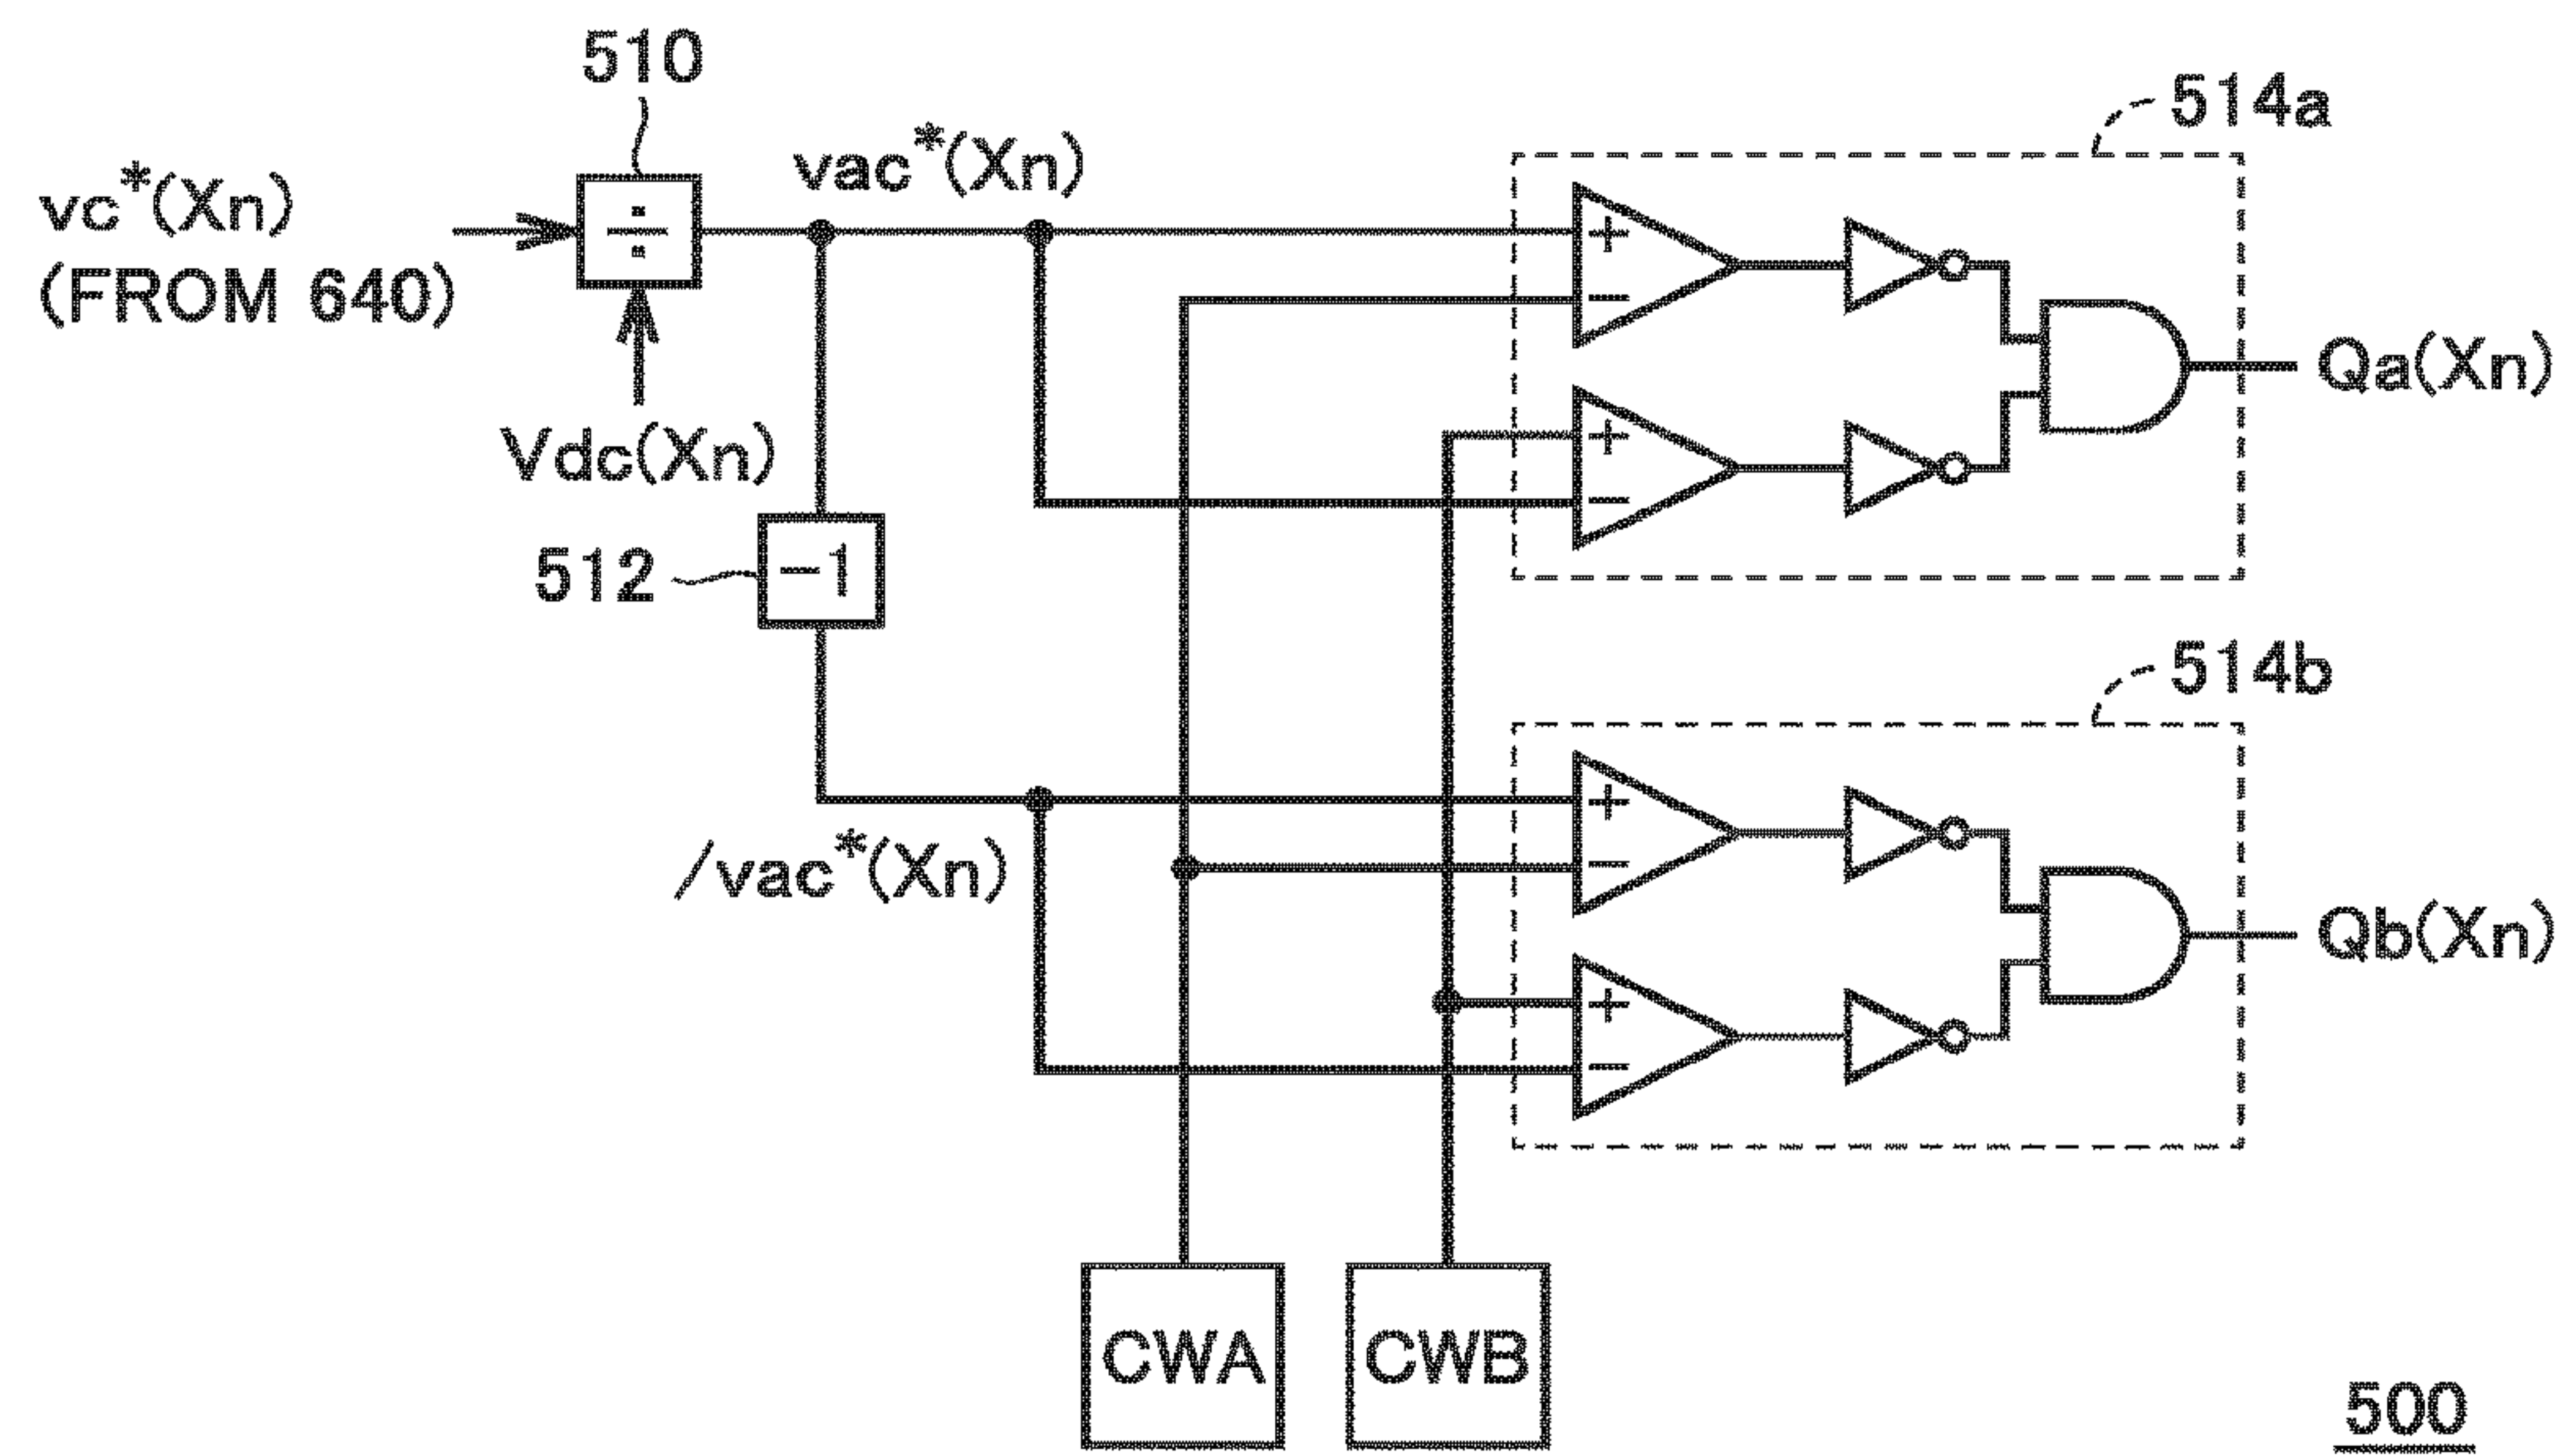 510
vc*(Xn)
(FROM 640)
÷
vac*(Xn)
Vdc(Xn)
512
−1
/vac*(Xn)
514a
+
−
+
−
Qa(Xn)
514b
+
−
+
−
Qb(Xn)
CWA
CWB
500